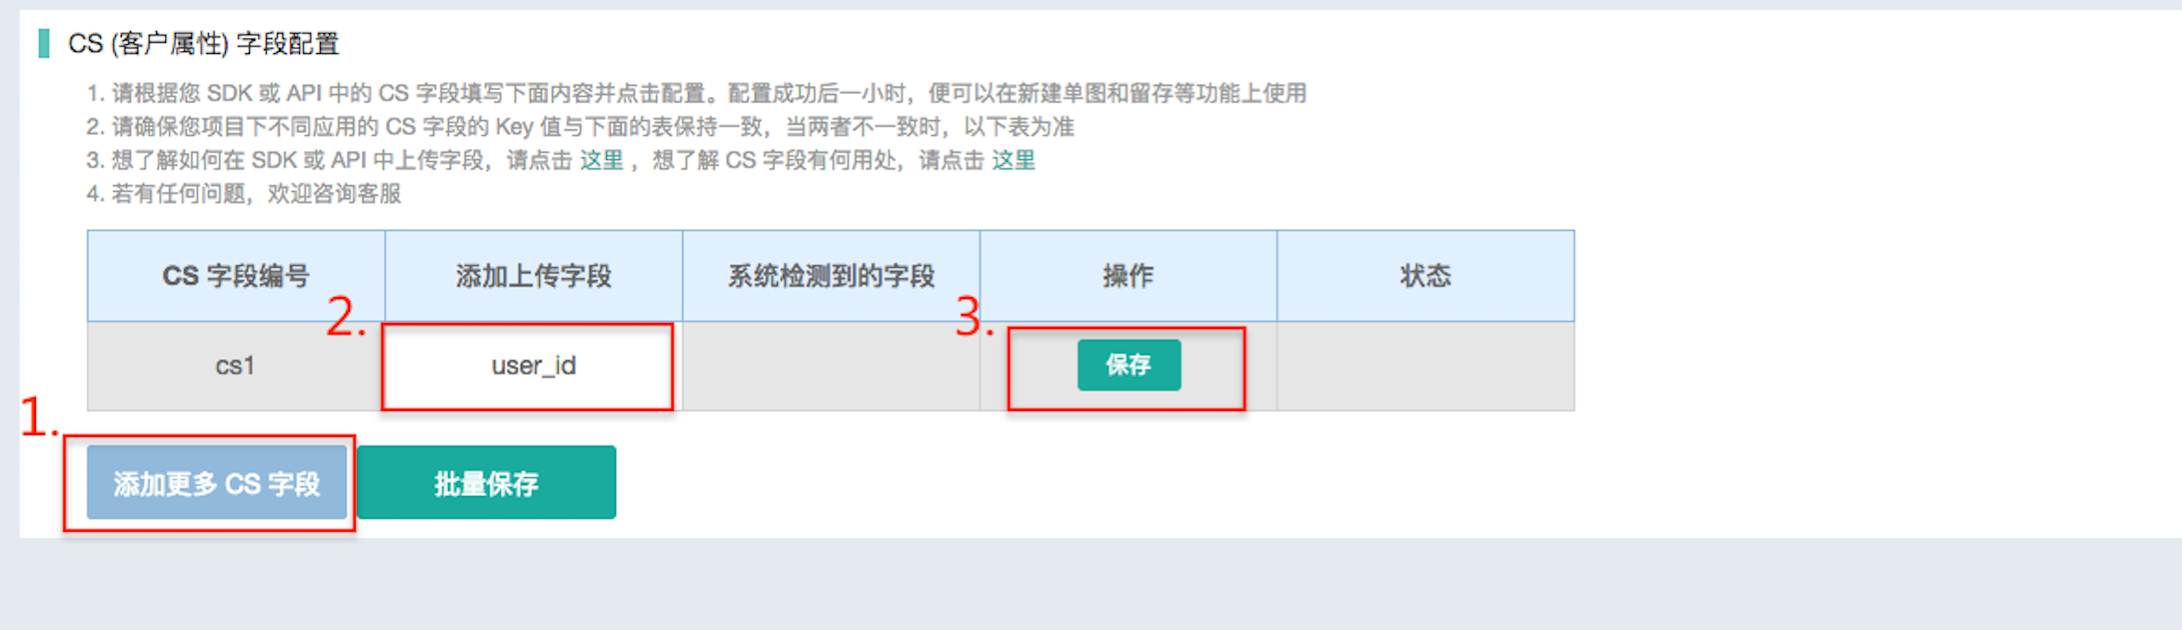 CS (客户属性) 字段配置
1. 请根据您 SDK 或 API 中的 CS 字段填写下面内容并点击配置。配置成功后一小时，便可以在新建单图和留存等功能上使用
2. 请确保您项目下不同应用的 CS 字段的 Key 值与下面的表保持一致，当两者不一致时，以下表为准
3. 想了解如何在 SDK 或 API 中上传字段，请点击 这里 ，想了解 CS 字段有何用处，请点击 这里
4. 若有任何问题，欢迎咨询客服
CS 字段编号 添加上传字段 系统检测到的字段 操作 状态
2. 3.
cs1 user_id 保存
1.
添加更多 CS 字段 批量保存